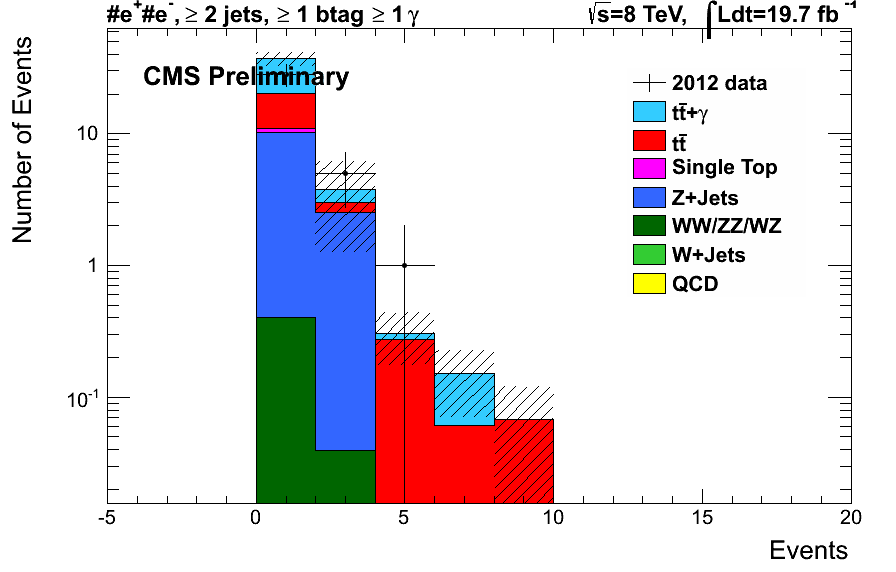 #e⁺#e⁻, ≥ 2 jets, ≥ 1 btag ≥ 1 γ
√s=8 TeV, ∫Ldt=19.7 fb⁻¹
CMS Preliminary
2012 data
tt̄+γ
tt̄
Single Top
Z+Jets
WW/ZZ/WZ
W+Jets
QCD
Number of Events
10
1
10⁻¹
-5 0 5 10 15 20
Events